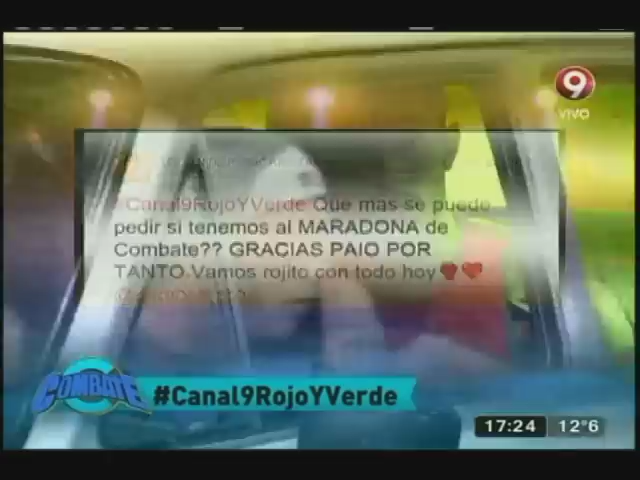 9
VIVO
#Canal9RojoYVerde Que mas se puede
pedir si tenemos al MARADONA de
Combate?? GRACIAS PAIO POR
TANTO.Vamos rojito con todo hoy
COMBATE
#Canal9RojoYVerde
17:24 12°6